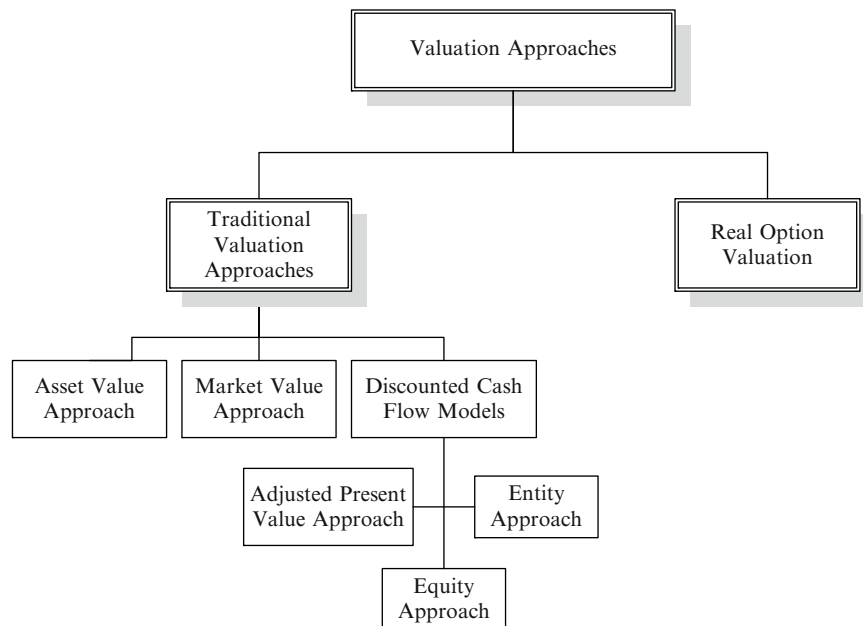 Valuation Approaches
Traditional
Valuation
Approaches
Real Option
Valuation
Asset Value
Approach
Market Value
Approach
Discounted Cash
Flow Models
Adjusted Present
Value Approach
Entity
Approach
Equity
Approach